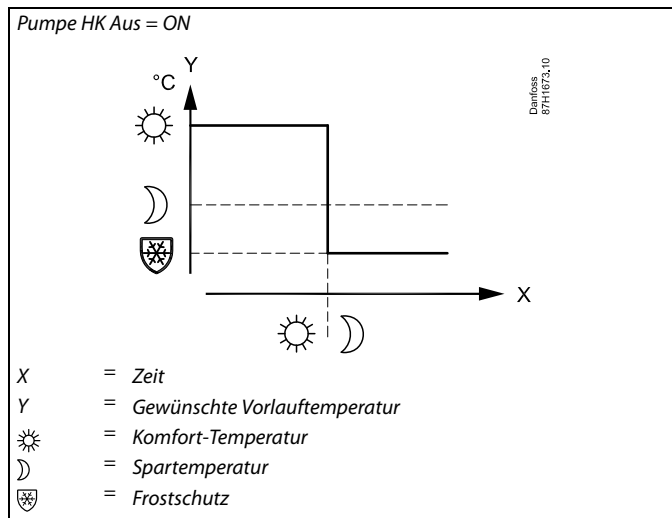 Pumpe HK Aus = ON
Y
°C
Danfoss
87H1673.10
X
X = Zeit
Y = Gewünschte Vorlauftemperatur
= Komfort-Temperatur
= Spartemperatur
= Frostschutz